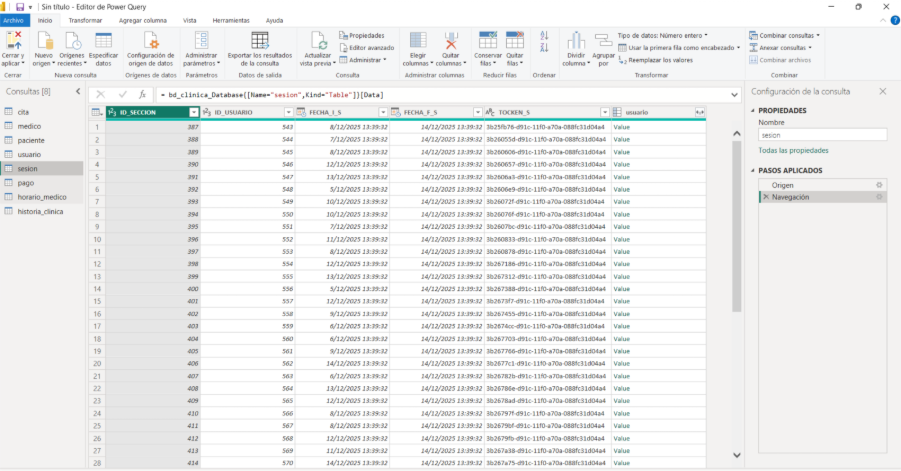 Sin título - Editor de Power Query
Archivo Inicio Transformar Agregar columna Vista Herramientas Ayuda
Cerrar y aplicar Nuevo origen Orígenes recientes Especificar datos Configuración de origen de datos Administrar parámetros Exportar los resultados de la consulta Actualizar vista previa Propiedades Editor avanzado Administrar Elegir columnas Quitar columnas Conservar filas Quitar filas Dividir columna Agrupar por Tipo de datos: Número entero Usar la primera fila como encabezado Reemplazar los valores Combinar consultas Anexar consultas Combinar archivos
Cerrar Nueva consulta Orígenes de datos Parámetros Datos de salida Consulta Administrar columnas Reducir filas Ordenar Transformar Combinar
Consultas [8]
cita
medico
paciente
usuario
sesion
pago
horario_medico
historia_clinica
= bd_clinica_Database{[Name="sesion",Kind="Table"]}[Data]
ID_SECCION ID_USUARIO FECHA_I_S FECHA_F_S TOCKEN_S usuario
1 387 543 8/12/2025 13:39:32 14/12/2025 13:39:32 3b25fb76-d91c-11f0-a70a-088fc31d04a4 Value
2 388 544 7/12/2025 13:39:32 14/12/2025 13:39:32 3b26055d-d91c-11f0-a70a-088fc31d04a4 Value
3 389 545 8/12/2025 13:39:32 14/12/2025 13:39:32 3b260606-d91c-11f0-a70a-088fc31d04a4 Value
4 390 546 12/12/2025 13:39:32 14/12/2025 13:39:32 3b260657-d91c-11f0-a70a-088fc31d04a4 Value
5 391 547 13/12/2025 13:39:32 14/12/2025 13:39:32 3b2606a3-d91c-11f0-a70a-088fc31d04a4 Value
6 392 548 5/12/2025 13:39:32 14/12/2025 13:39:32 3b2606e9-d91c-11f0-a70a-088fc31d04a4 Value
7 393 549 10/12/2025 13:39:32 14/12/2025 13:39:32 3b26072f-d91c-11f0-a70a-088fc31d04a4 Value
8 394 550 10/12/2025 13:39:32 14/12/2025 13:39:32 3b26076f-d91c-11f0-a70a-088fc31d04a4 Value
9 395 551 7/12/2025 13:39:32 14/12/2025 13:39:32 3b2607bc-d91c-11f0-a70a-088fc31d04a4 Value
10 396 552 11/12/2025 13:39:32 14/12/2025 13:39:32 3b260833-d91c-11f0-a70a-088fc31d04a4 Value
11 397 553 8/12/2025 13:39:32 14/12/2025 13:39:32 3b260878-d91c-11f0-a70a-088fc31d04a4 Value
12 398 554 12/12/2025 13:39:32 14/12/2025 13:39:32 3b267186-d91c-11f0-a70a-088fc31d04a4 Value
13 399 555 13/12/2025 13:39:32 14/12/2025 13:39:32 3b267312-d91c-11f0-a70a-088fc31d04a4 Value
14 400 556 5/12/2025 13:39:32 14/12/2025 13:39:32 3b267388-d91c-11f0-a70a-088fc31d04a4 Value
15 401 557 12/12/2025 13:39:32 14/12/2025 13:39:32 3b2673f7-d91c-11f0-a70a-088fc31d04a4 Value
16 402 558 9/12/2025 13:39:32 14/12/2025 13:39:32 3b267455-d91c-11f0-a70a-088fc31d04a4 Value
17 403 559 6/12/2025 13:39:32 14/12/2025 13:39:32 3b2674cc-d91c-11f0-a70a-088fc31d04a4 Value
18 404 560 6/12/2025 13:39:32 14/12/2025 13:39:32 3b267703-d91c-11f0-a70a-088fc31d04a4 Value
19 405 561 9/12/2025 13:39:32 14/12/2025 13:39:32 3b267766-d91c-11f0-a70a-088fc31d04a4 Value
20 406 562 14/12/2025 13:39:32 14/12/2025 13:39:32 3b2677c1-d91c-11f0-a70a-088fc31d04a4 Value
21 407 563 6/12/2025 13:39:32 14/12/2025 13:39:32 3b26782b-d91c-11f0-a70a-088fc31d04a4 Value
22 408 564 13/12/2025 13:39:32 14/12/2025 13:39:32 3b26786e-d91c-11f0-a70a-088fc31d04a4 Value
23 409 565 12/12/2025 13:39:32 14/12/2025 13:39:32 3b2678ad-d91c-11f0-a70a-088fc31d04a4 Value
24 410 566 8/12/2025 13:39:32 14/12/2025 13:39:32 3b26797f-d91c-11f0-a70a-088fc31d04a4 Value
25 411 567 8/12/2025 13:39:32 14/12/2025 13:39:32 3b2679bf-d91c-11f0-a70a-088fc31d04a4 Value
26 412 568 12/12/2025 13:39:32 14/12/2025 13:39:32 3b2679fb-d91c-11f0-a70a-088fc31d04a4 Value
27 413 569 11/12/2025 13:39:32 14/12/2025 13:39:32 3b267a38-d91c-11f0-a70a-088fc31d04a4 Value
28 414 570 14/12/2025 13:39:32 14/12/2025 13:39:32 3b267a75-d91c-11f0-a70a-088fc31d04a4 Value
Configuración de la consulta
PROPIEDADES
Nombre
sesion
Todas las propiedades
PASOS APLICADOS
Origen
Navegación